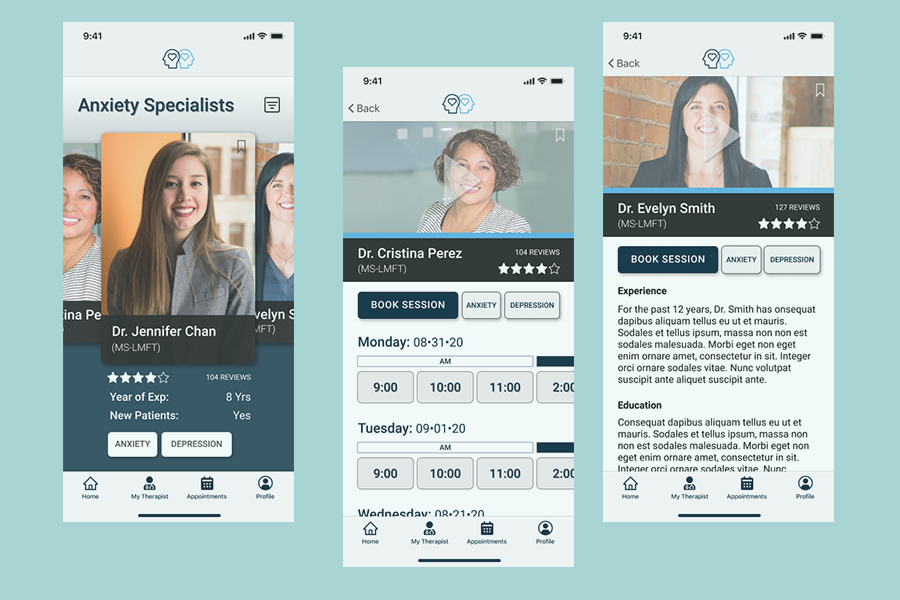 9:41
Anxiety Specialists
tina Pe
velyn S
Dr. Jennifer Chan
(MS-LMFT)
104 REVIEWS
Year of Exp: 8 Yrs
New Patients: Yes
ANXIETY DEPRESSION
Home My Therapist Appointments Profile
9:41
Back
Dr. Cristina Perez 104 REVIEWS
(MS-LMFT)
BOOK SESSION ANXIETY DEPRESSION
Monday: 08•31•20
AM
9:00 10:00 11:00 2:00
Tuesday: 09•01•20
AM
9:00 10:00 11:00 2:00
Wednesday: 08•21•20
Home My Therapist Appointments Profile
9:41
Back
Dr. Evelyn Smith 127 REVIEWS
(MS-LMFT)
BOOK SESSION ANXIETY DEPRESSION
Experience
For the past 12 years, Dr. Smith has onsequat
dapibus aliquam tellus eu ut et mauris.
Sodales et tellus ipsum, massa non non est
sodales malesuada. Morbi eget non eget
enim ornare amet, consectetur in sit. Integer
orci ornare sodales vitae. Nunc volutpat
suscipit ante aliquet suscipit ante.
Education
Consequat dapibus aliquam tellus eu ut et
mauris. Sodales et tellus ipsum, massa non
non est sodales malesuada. Morbi eget non
eget enim ornare amet, consectetur in sit.
Integer orci ornare sodales vitae. Nunc
Home My Therapist Appointments Profile